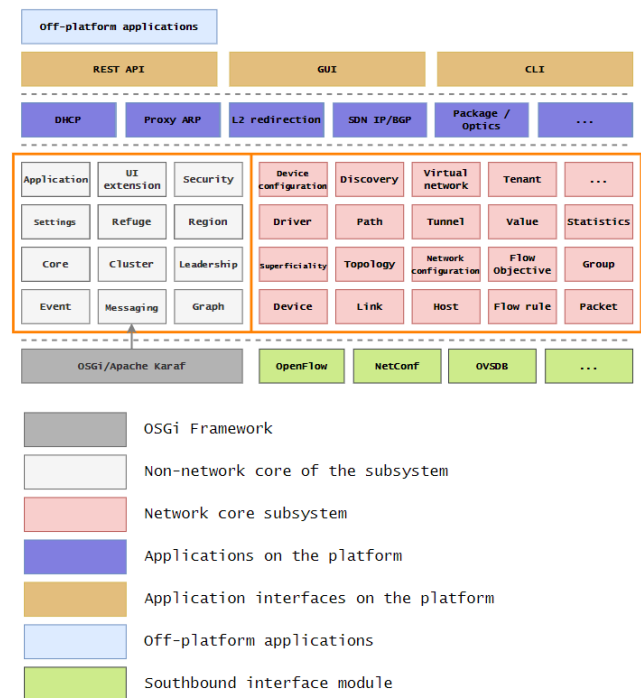 Off-platform applications
REST API
GUI
CLI
DHCP
Proxy ARP
L2 redirection
SDN IP/BGP
Package /
Optics
...
Application
UI
extension
Security
Device
configuration
Discovery
Virtual
network
Tenant
...
Settings
Refuge
Region
Driver
Path
Tunnel
Value
Statistics
Core
Cluster
Leadership
Superficiality
Topology
Network
configuration
Flow
Objective
Group
Event
Messaging
Graph
Device
Link
Host
Flow rule
Packet
OSGi/Apache Karaf
OpenFlow
NetConf
OVSDB
...
OSGi Framework
Non-network core of the subsystem
Network core subsystem
Applications on the platform
Application interfaces on the platform
Off-platform applications
Southbound interface module